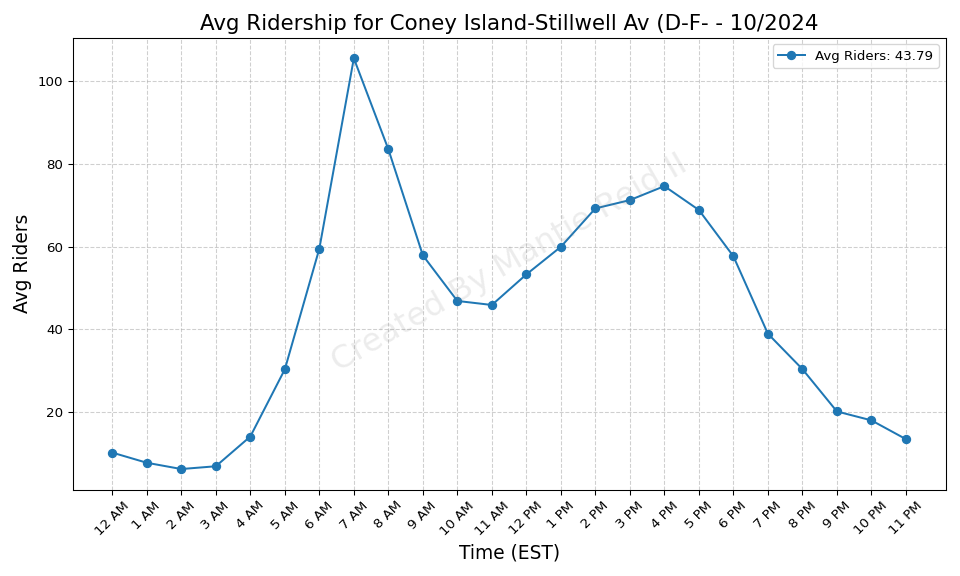 Avg Ridership for Coney Island-Stillwell Av (D-F- - 10/2024
Avg Riders: 43.79
Avg Riders
100
80
60
40
20
Created By Mantle Reid II
12 AM
1 AM
2 AM
3 AM
4 AM
5 AM
6 AM
7 AM
8 AM
9 AM
10 AM
11 AM
12 PM
1 PM
2 PM
3 PM
4 PM
5 PM
6 PM
7 PM
8 PM
9 PM
10 PM
11 PM
Time (EST)